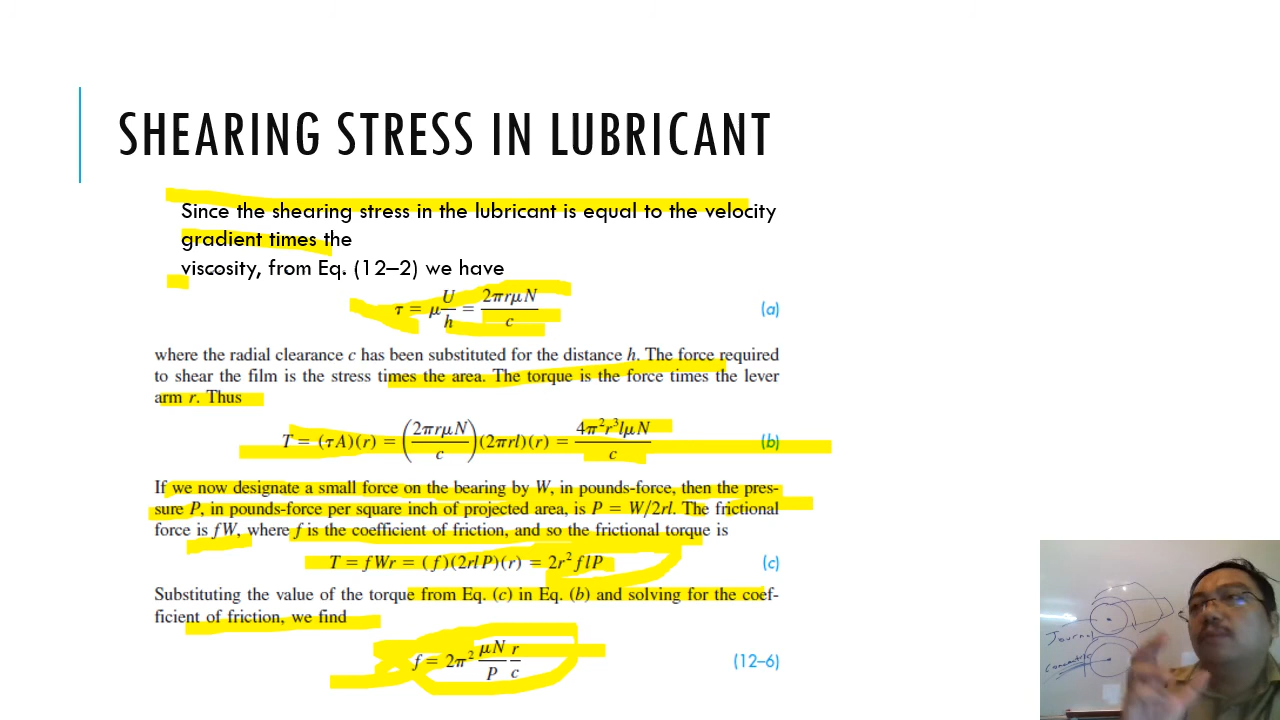 SHEARING STRESS IN LUBRICANT
Since the shearing stress in the lubricant is equal to the velocity
gradient times the
viscosity, from Eq. (12–2) we have
τ = μ U/h = 2πrμN/c (a)
where the radial clearance c has been substituted for the distance h. The force required
to shear the film is the stress times the area. The torque is the force times the lever
arm r. Thus
T = (τA)(r) = (2πrμN/c)(2πrl)(r) = 4π²r³lμN/c (b)
If we now designate a small force on the bearing by W, in pounds-force, then the pres-
sure P, in pounds-force per square inch of projected area, is P = W/2rl. The frictional
force is fW, where f is the coefficient of friction, and so the frictional torque is
T = fWr = (f)(2rlP)(r) = 2r²flP (c)
Substituting the value of the torque from Eq. (c) in Eq. (b) and solving for the coef-
ficient of friction, we find
f = 2π² μN/P r/c (12–6)
Journal
Concentric